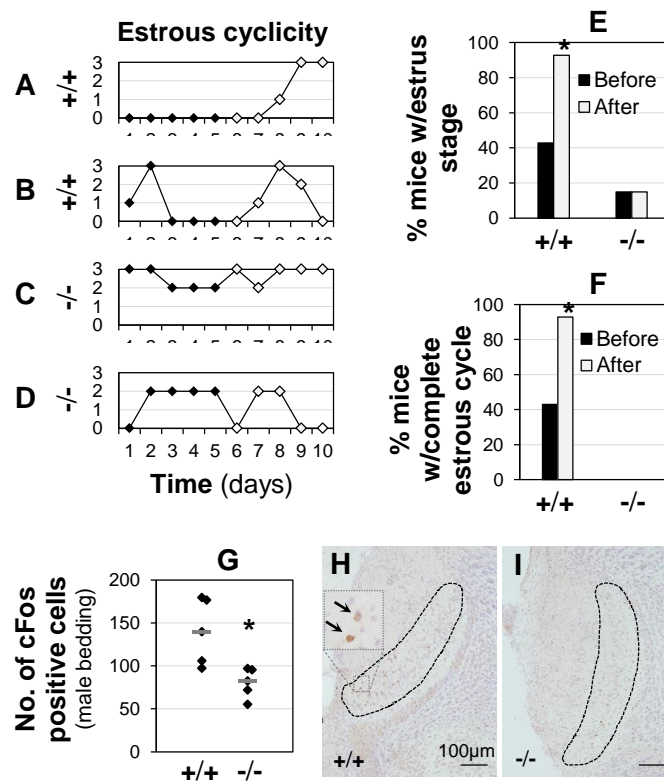 Estrous cyclicity
A
+/+
3
2
1
0
B
+/+
3
2
1
0
C
-/-
3
2
1
0
D
-/-
3
2
1
0
1 2 3 4 5 6 7 8 9 10
Time (days)
E
% mice w/estrus
stage
100
80
60
40
20
0
*
Before
After
+/+ -/-
F
% mice
w/complete
estrous cycle
100
80
60
40
20
0
*
Before
After
+/+ -/-
G
No. of cFos
positive cells
(male bedding)
200
150
100
50
0
*
+/+ -/-
H
+/+
100µm
I
-/-